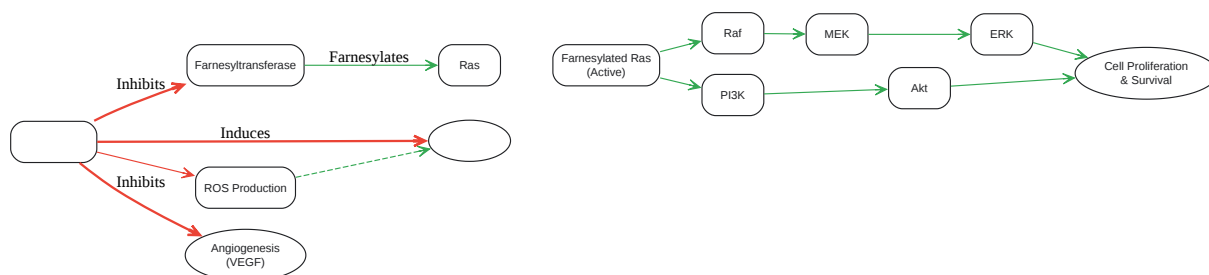 Farnesyltransferase
Farnesylates
Ras
Inhibits
Induces
Inhibits
ROS Production
Angiogenesis
(VEGF)
Farnesylated Ras
(Active)
Raf
MEK
ERK
PI3K
Akt
Cell Proliferation
& Survival